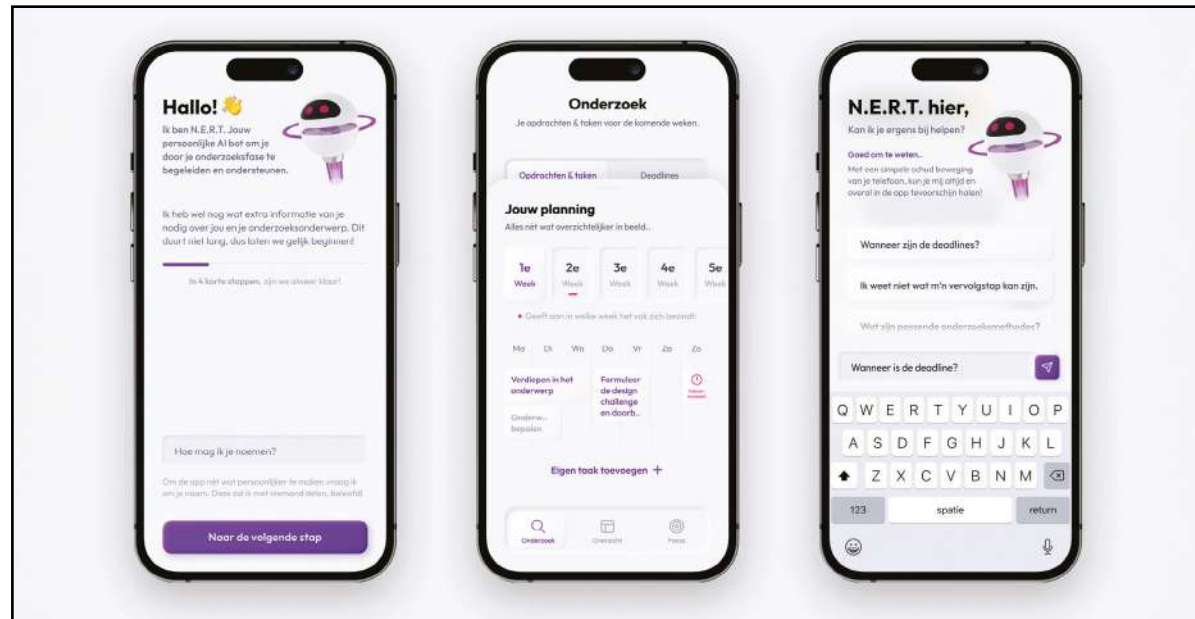 Hallo! 👋
Ik ben N.E.R.T. Jouw
persoonlijke AI bot om je
door je onderzoeksfase te
begeleiden en ondersteunen.
Ik heb wel nog wat extra informatie van je
nodig over jou en je onderzoeksonderwerp. Dit
duurt niet lang, dus laten we gelijk beginnen!
In 4 korte stappen, zijn we alweer klaar!
Hoe mag ik je noemen?
Om de app nét wat persoonlijker te maken vraag ik
om je naam. Deze zal ik met niemand delen, beloofd!
Naar de volgende stap
Onderzoek
Je opdrachten & taken voor de komende weken.
Opdrachten & taken
Deadlines
Jouw planning
Alles nét wat overzichtelijker in beeld..
1e 2e 3e 4e 5e
Week Week Week Week Week
Geeft aan in welke week het vak zich bevindt
Ma Di Wo Do Vr Za Zo
Verdiepen in het
onderwerp
Onderw...
bepalen
Formuleer
de design
challenge
en doorb...
Eigen taak toevoegen +
Onderzoek Overzicht Focus
N.E.R.T. hier,
Kan ik je ergens bij helpen?
Goed om te weten..
Met een simpele schud beweging
van je telefoon, kun je mij altijd en
overal in de app tevoorschijn halen!
Wanneer zijn de deadlines?
Ik weet niet wat m'n vervolgstap kan zijn.
Wat zijn passende onderzoeksmethodes?
Wanneer is de deadline?
Q W E R T Y U I O P
A S D F G H J K L
Z X C V B N M
123 spatie return